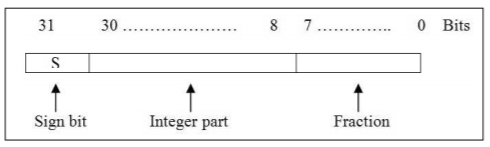 31 30 ………………… 8 7 ………….. 0 Bits
S
Sign bit Integer part Fraction